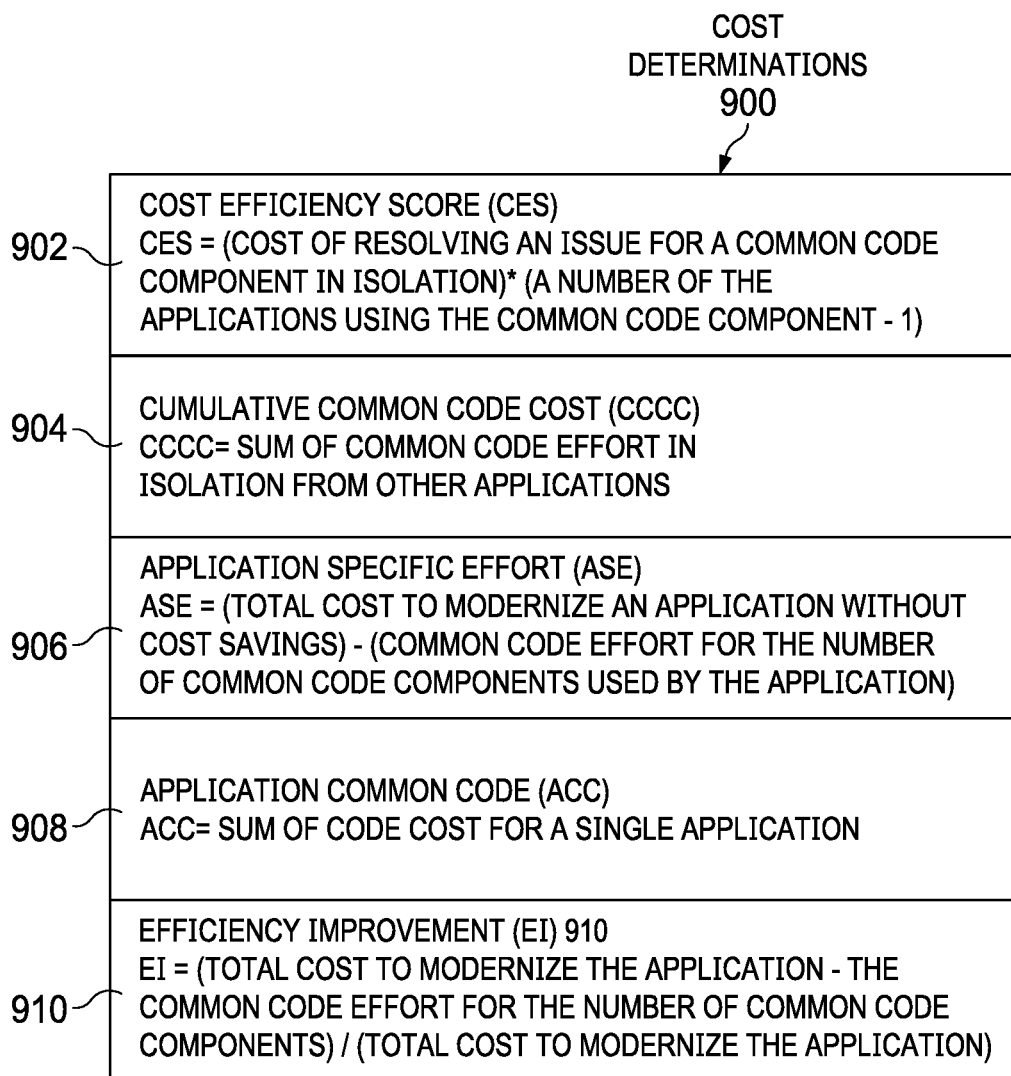 COST
DETERMINATIONS
900
COST EFFICIENCY SCORE (CES)
902
CES = (COST OF RESOLVING AN ISSUE FOR A COMMON CODE
COMPONENT IN ISOLATION)* (A NUMBER OF THE
APPLICATIONS USING THE COMMON CODE COMPONENT - 1)
CUMULATIVE COMMON CODE COST (CCCC)
904
CCCC= SUM OF COMMON CODE EFFORT IN
ISOLATION FROM OTHER APPLICATIONS
APPLICATION SPECIFIC EFFORT (ASE)
ASE = (TOTAL COST TO MODERNIZE AN APPLICATION WITHOUT
906
COST SAVINGS) - (COMMON CODE EFFORT FOR THE NUMBER
OF COMMON CODE COMPONENTS USED BY THE APPLICATION)
APPLICATION COMMON CODE (ACC)
908
ACC= SUM OF CODE COST FOR A SINGLE APPLICATION
EFFICIENCY IMPROVEMENT (EI) 910
EI = (TOTAL COST TO MODERNIZE THE APPLICATION - THE
910
COMMON CODE EFFORT FOR THE NUMBER OF COMMON CODE
COMPONENTS) / (TOTAL COST TO MODERNIZE THE APPLICATION)